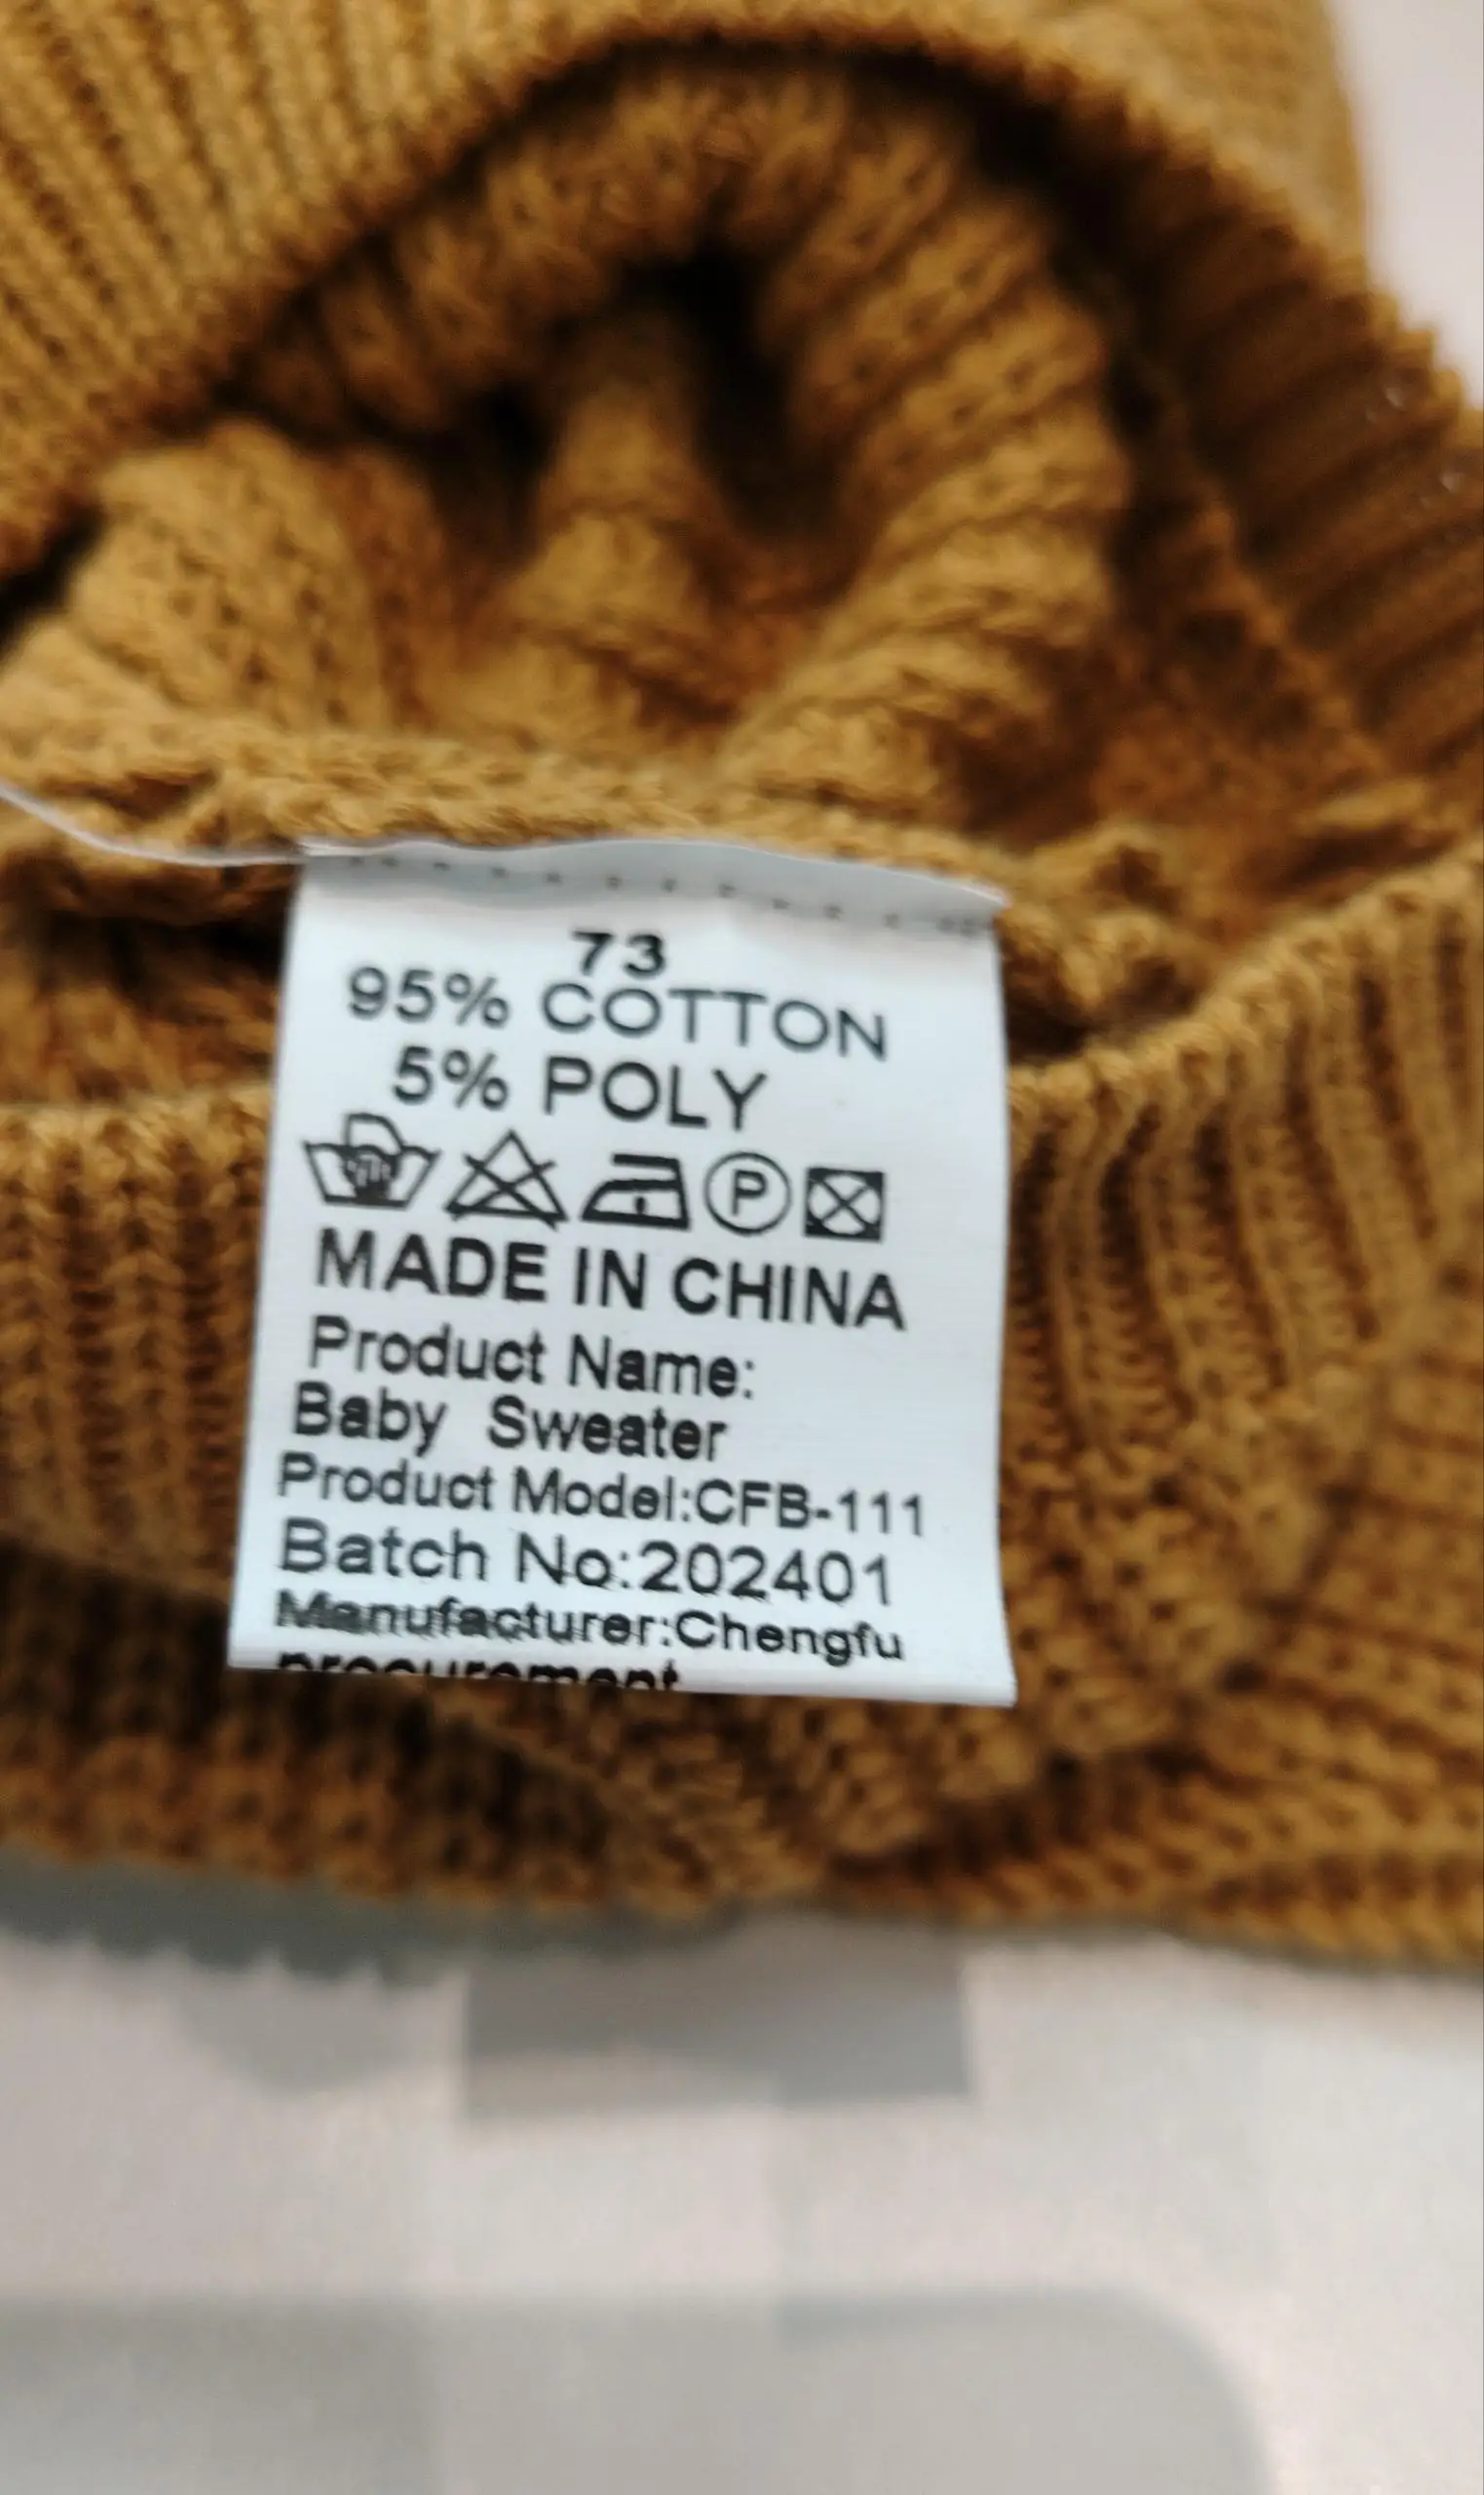 73
95% COTTON
5% POLY
P
MADE IN CHINA
Product Name:
Baby Sweater
Product Model:CFB-111
Batch No:202401
Manufacturer:Chengfu
procurement